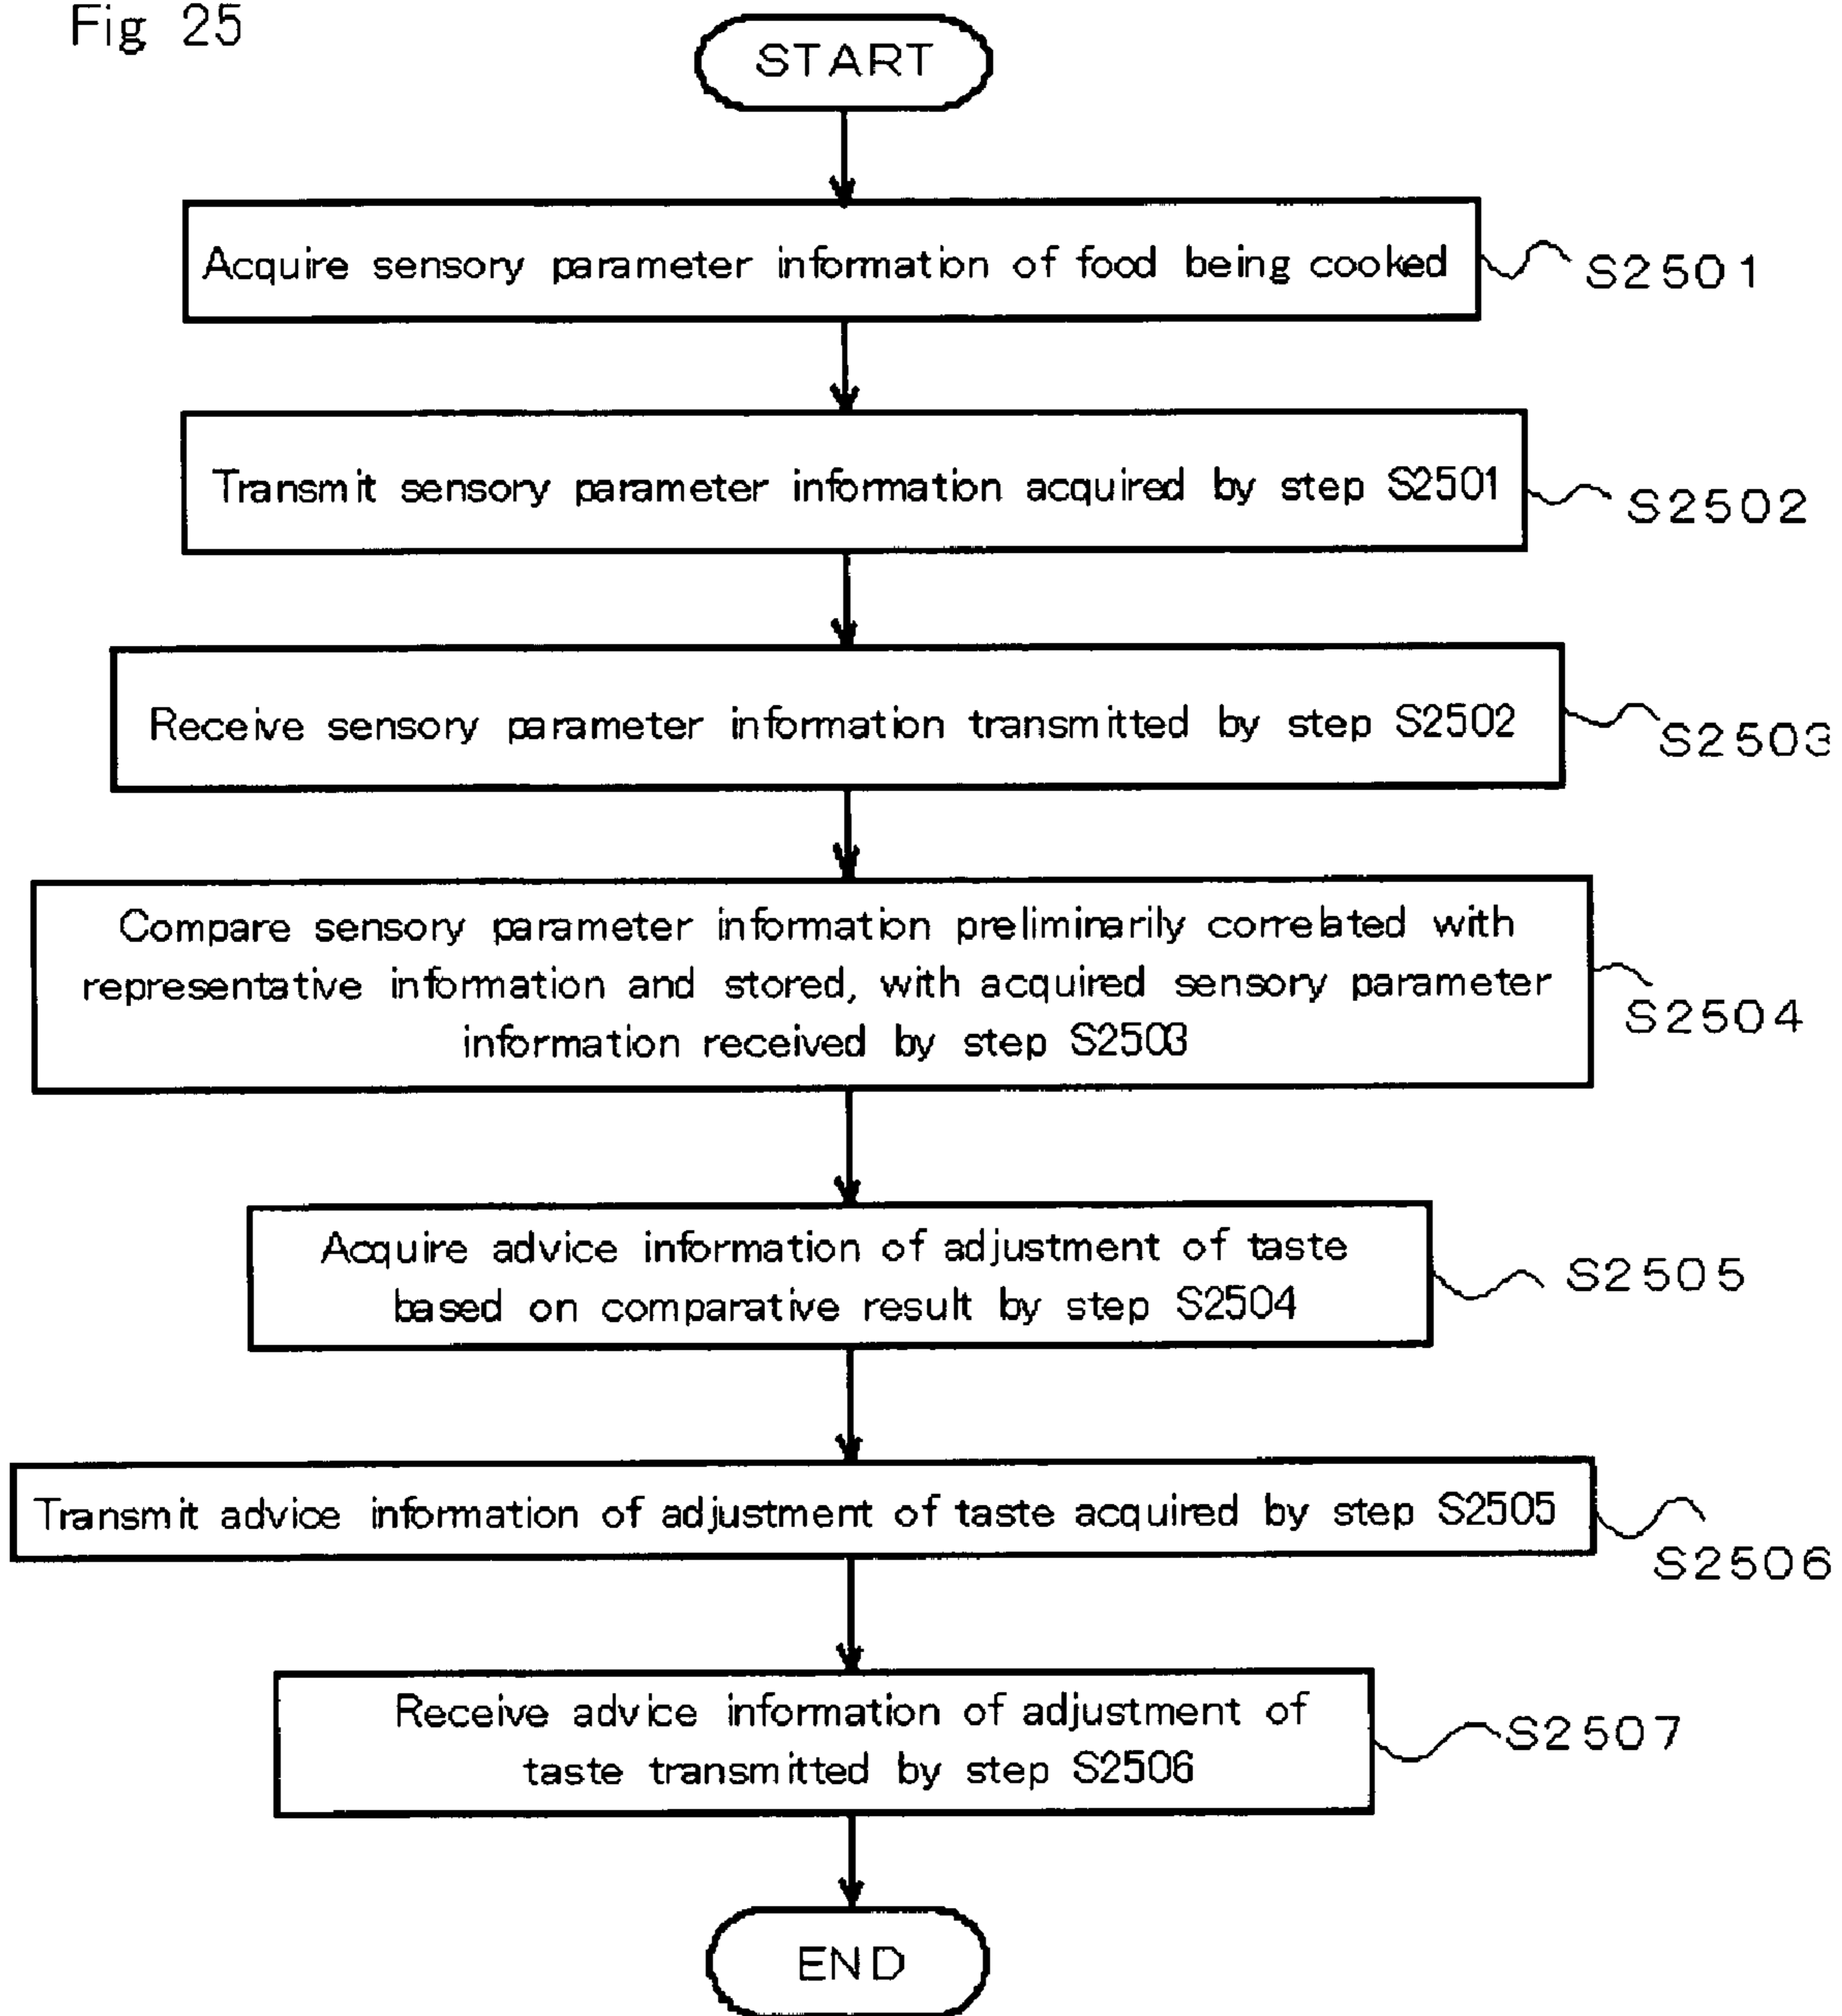 Fig 25
START
Acquire sensory parameter information of food being cooked
S2501
Transmit sensory parameter information acquired by step S2501
S2502
Receive sensory parameter information transmitted by step S2502
S2503
Compare sensory parameter information preliminarily correlated with
representative information and stored, with acquired sensory parameter
information received by step S2503
S2504
Acquire advice information of adjustment of taste
based on comparative result by step S2504
S2505
Transmit advice information of adjustment of taste acquired by step S2505
S2506
Receive advice information of adjustment of
taste transmitted by step S2506
S2507
END